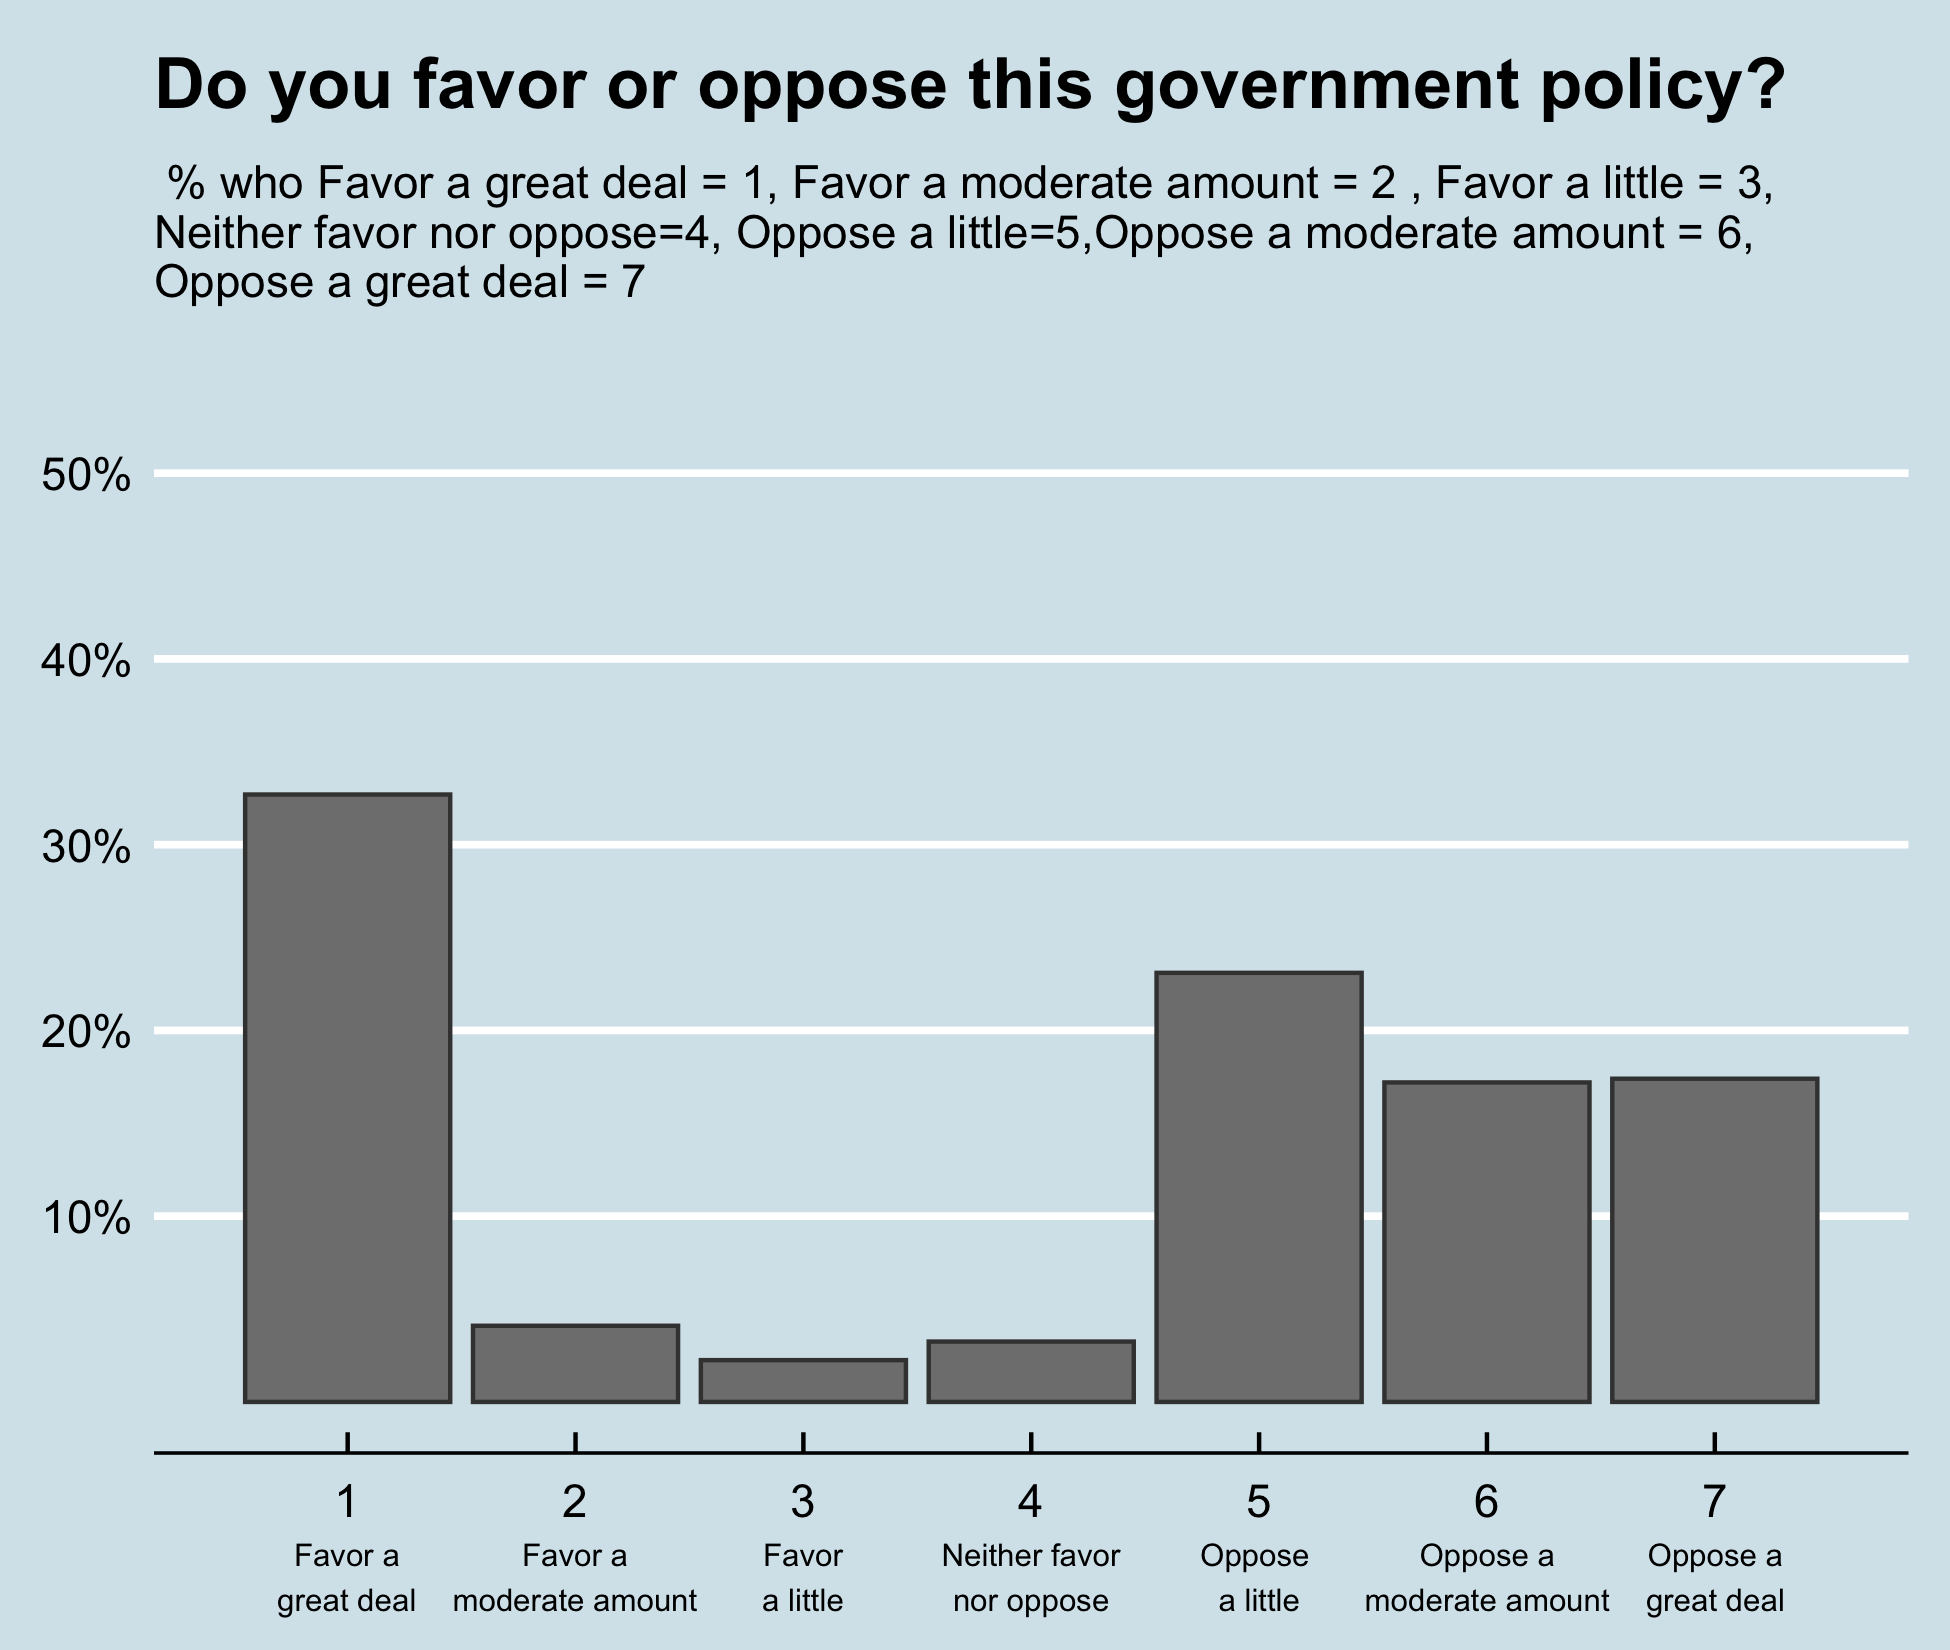 Do you favor or oppose this government policy?
% who Favor a great deal = 1, Favor a moderate amount = 2 , Favor a little = 3,
Neither favor nor oppose=4, Oppose a little=5,Oppose a moderate amount = 6,
Oppose a great deal = 7
50%
40%
30%
20%
10%
1 2 3 4 5 6 7
Favor a Favor a Favor Neither favor Oppose Oppose a Oppose a
great deal moderate amount a little nor oppose a little moderate amount great deal